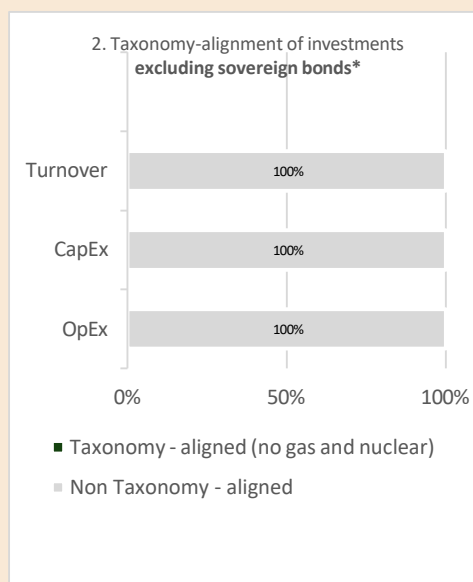 2. Taxonomy-alignment of investments
excluding sovereign bonds*
Turnover
100%
CapEx
100%
OpEx
100%
0%
50%
100%
Taxonomy - aligned (no gas and nuclear)
Non Taxonomy - aligned